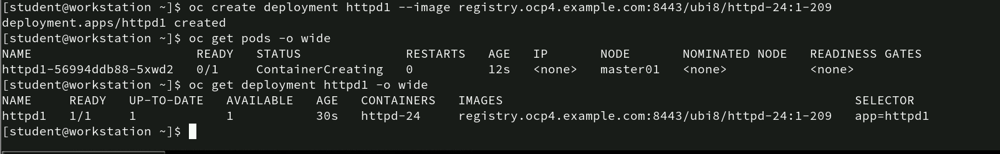 [student@workstation ~]$ oc create deployment httpd1 --image registry.ocp4.example.com:8443/ubi8/httpd-24:1-209
deployment.apps/httpd1 created
[student@workstation ~]$ oc get pods -o wide
NAME                      READY   STATUS              RESTARTS   AGE   IP       NODE       NOMINATED NODE   READINESS GATES
httpd1-56994ddb88-5xwd2   0/1     ContainerCreating   0          12s   <none>   master01   <none>           <none>
[student@workstation ~]$ oc get deployment httpd1 -o wide
NAME     READY   UP-TO-DATE   AVAILABLE   AGE   CONTAINERS   IMAGES                                               SELECTOR
httpd1   1/1     1            1           30s   httpd-24     registry.ocp4.example.com:8443/ubi8/httpd-24:1-209   app=httpd1
[student@workstation ~]$